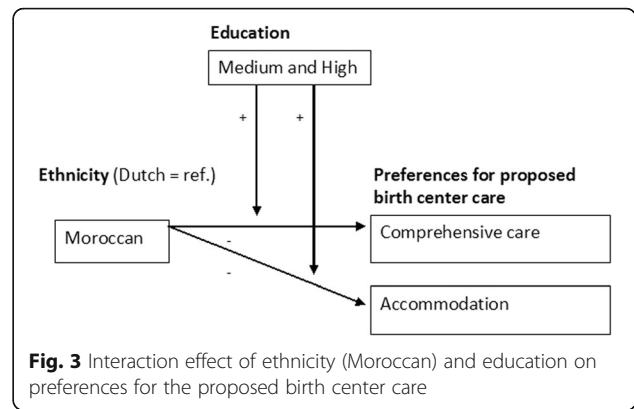 Education
Medium and High
+ +
Ethnicity (Dutch = ref.)
Preferences for proposed
birth center care
Moroccan
Comprehensive care
-
-
Accommodation
Fig. 3 Interaction effect of ethnicity (Moroccan) and education on
preferences for the proposed birth center care